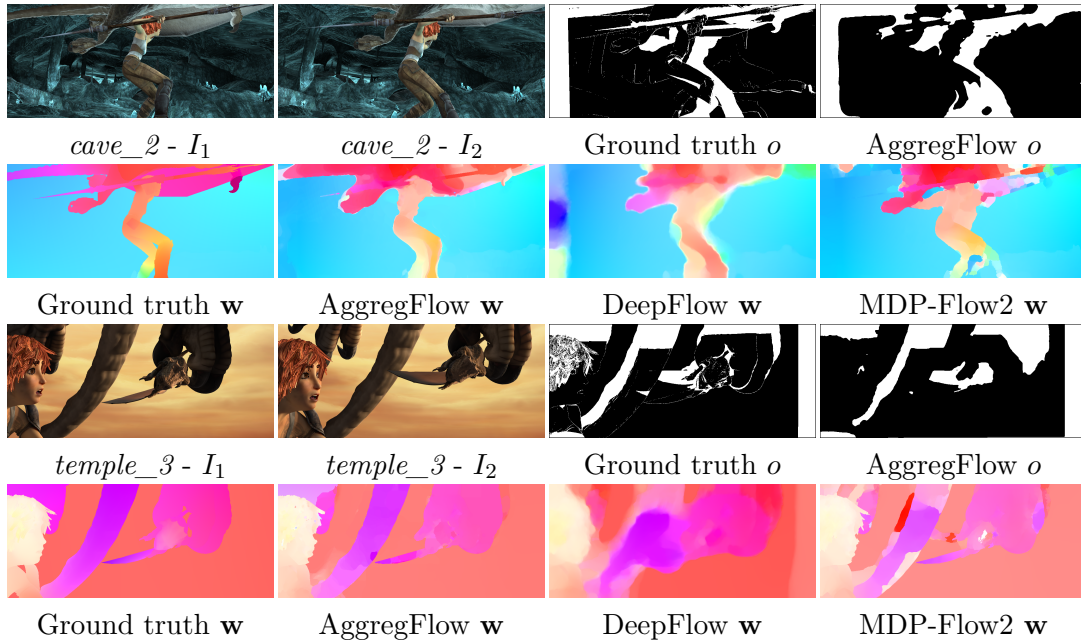 cave_2 - I₁ cave_2 - I₂ Ground truth o AggregFlow o
Ground truth w AggregFlow w DeepFlow w MDP-Flow2 w
temple_3 - I₁ temple_3 - I₂ Ground truth o AggregFlow o
Ground truth w AggregFlow w DeepFlow w MDP-Flow2 w